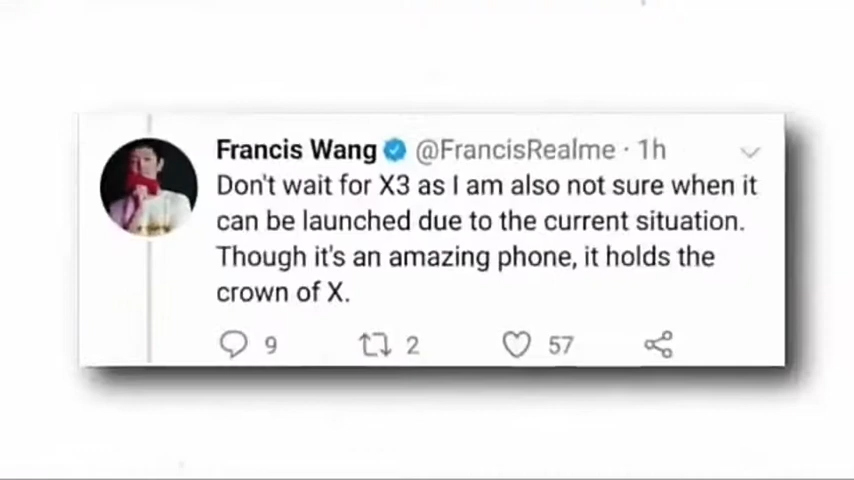 Francis Wang @FrancisRealme · 1h
Don't wait for X3 as I am also not sure when it
can be launched due to the current situation.
Though it's an amazing phone, it holds the
crown of X.
9 2 57